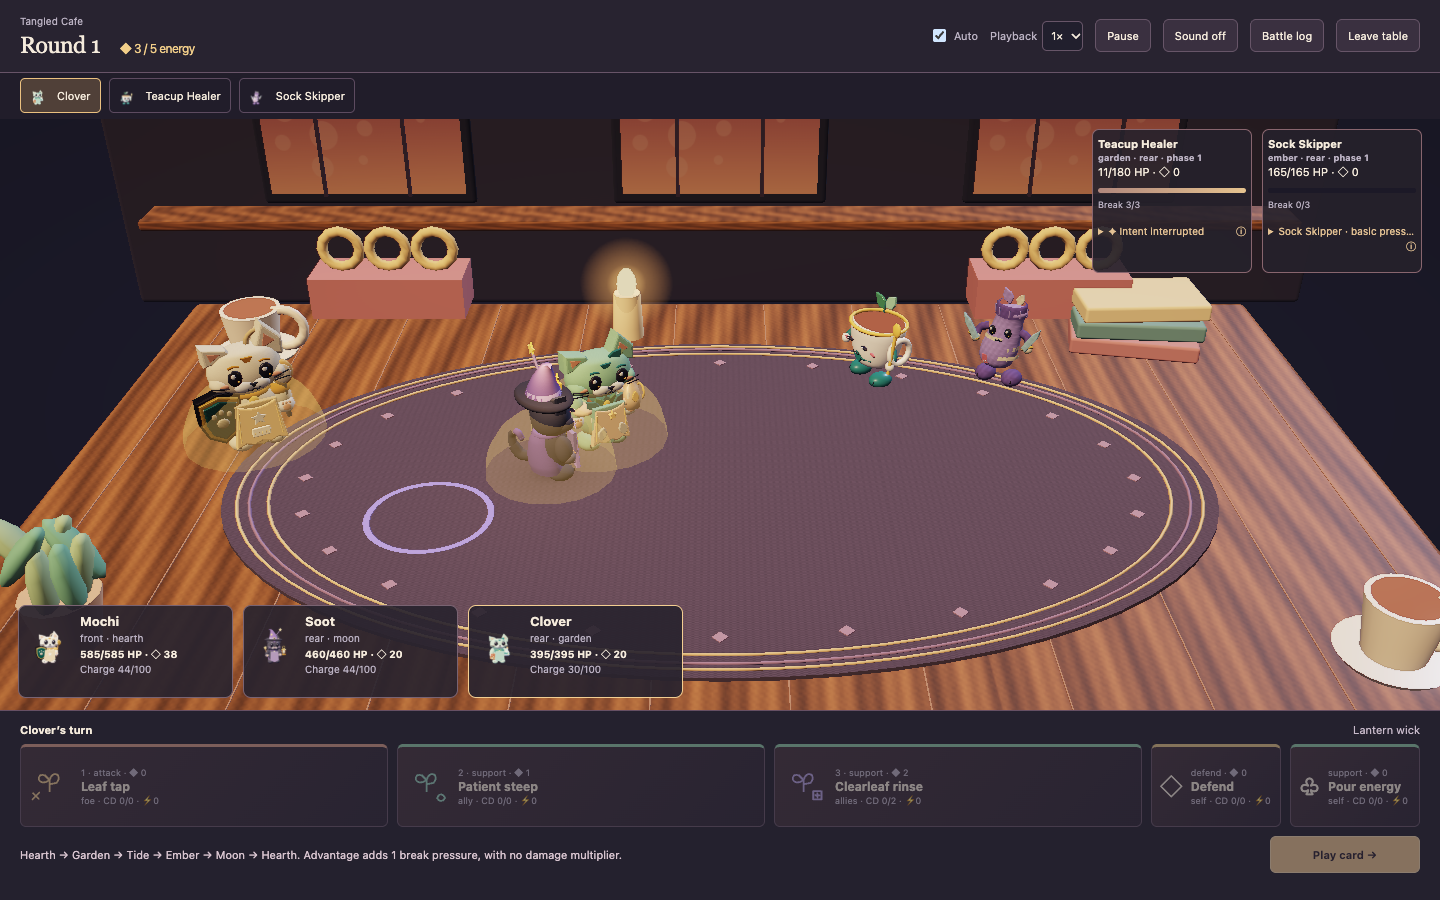 Tangled Cafe
Round 1
◆ 3 / 5 energy
Auto
Playback
1×
Pause
Sound off
Battle log
Leave table
Clover
Teacup Healer
Sock Skipper
Teacup Healer
garden · rear · phase 1
11/180 HP · ◇ 0
Break 3/3
▶ ✦ Intent interrupted ⓘ
Sock Skipper
ember · rear · phase 1
165/165 HP · ◇ 0
Break 0/3
▶ Sock Skipper · basic press... ⓘ
Mochi
front · hearth
585/585 HP · ◇ 38
Charge 44/100
Soot
rear · moon
460/460 HP · ◇ 20
Charge 44/100
Clover
rear · garden
395/395 HP · ◇ 20
Charge 30/100
Clover's turn
Lantern wick
1 · attack · ◆ 0
Leaf tap
foe · CD 0/0 · ⚡0
2 · support · ◆ 1
Patient steep
ally · CD 0/0 · ⚡0
3 · support · ◆ 2
Clearleaf rinse
allies · CD 0/2 · ⚡0
defend · ◆ 0
Defend
self · CD 0/0 · ⚡0
support · ◆ 0
Pour energy
self · CD 0/0 · ⚡0
Hearth → Garden → Tide → Ember → Moon → Hearth. Advantage adds 1 break pressure, with no damage multiplier.
Play card →